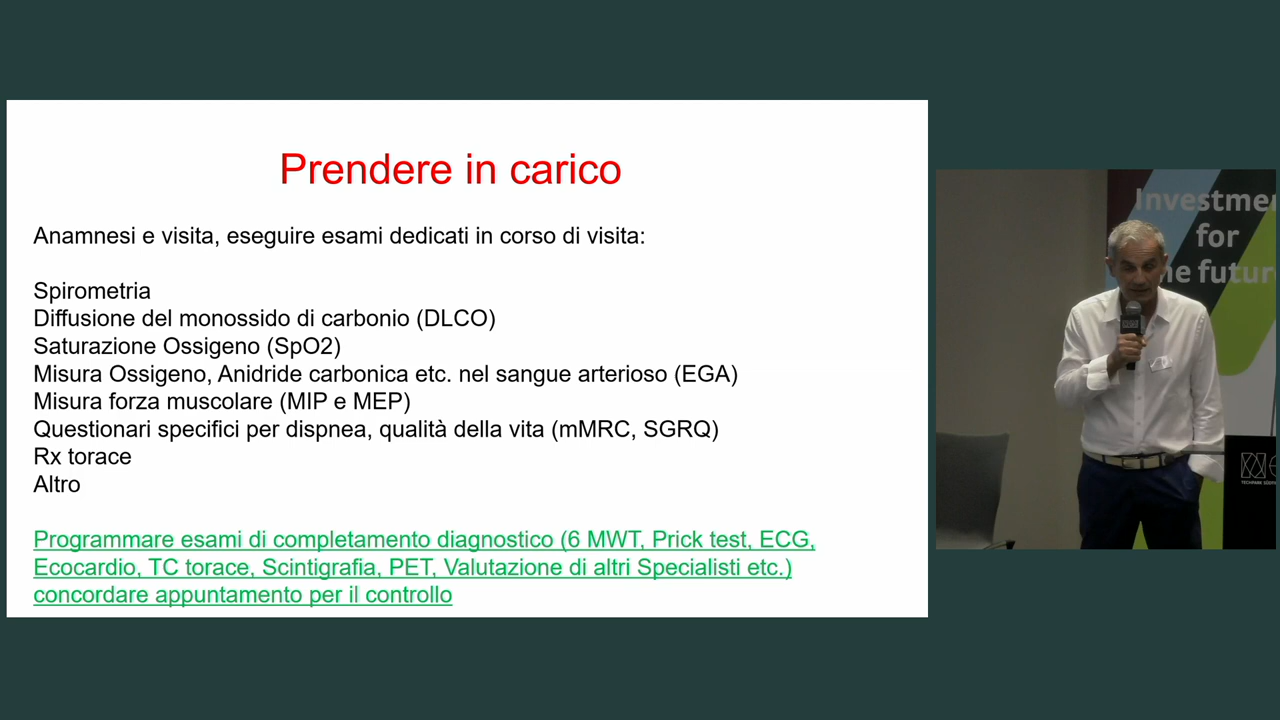 Prendere in carico
Anamnesi e visita, eseguire esami dedicati in corso di visita:
Spirometria
Diffusione del monossido di carbonio (DLCO)
Saturazione Ossigeno (SpO2)
Misura Ossigeno, Anidride carbonica etc. nel sangue arterioso (EGA)
Misura forza muscolare (MIP e MEP)
Questionari specifici per dispnea, qualità della vita (mMRC, SGRQ)
Rx torace
Altro
Programmare esami di completamento diagnostico (6 MWT, Prick test, ECG,
Ecocardio, TC torace, Scintigrafia, PET, Valutazione di altri Specialisti etc.)
concordare appuntamento per il controllo
Investme
for
he futur
TECHPARK